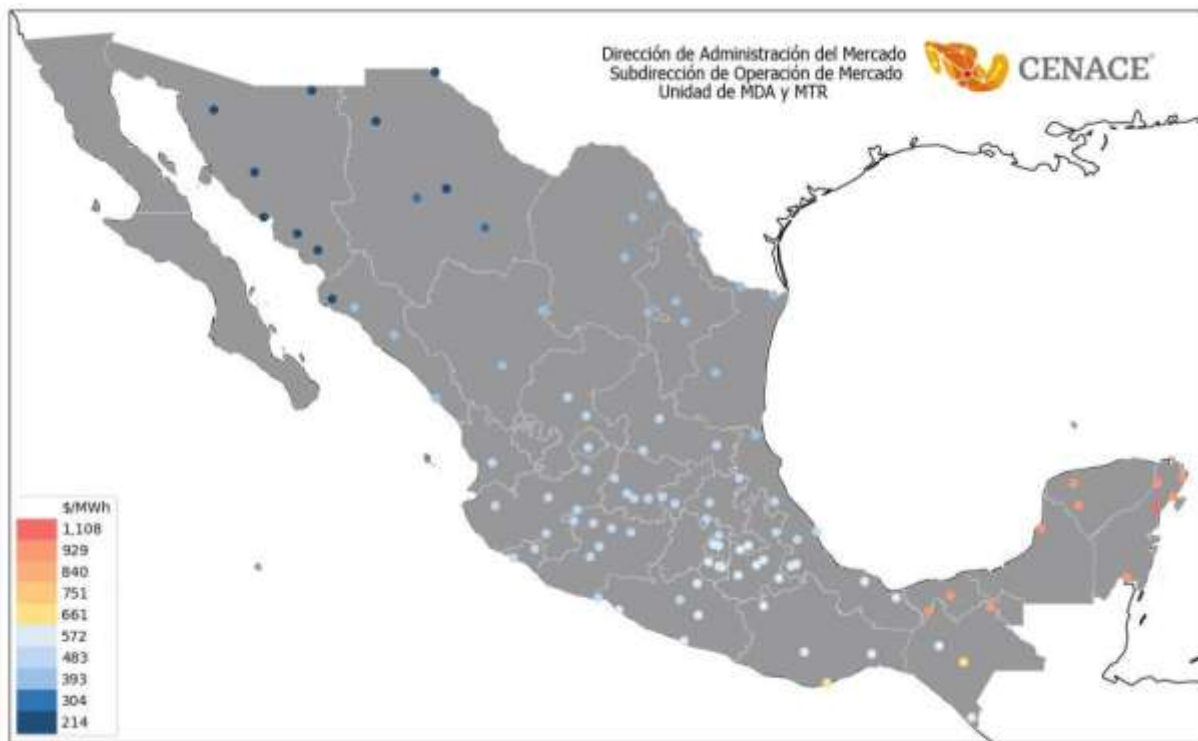 Dirección de Administración del Mercado
Subdirección de Operación de Mercado
Unidad de MDA y MTR
CENACE
$/MWh
1,108
929
840
751
661
572
483
393
304
214